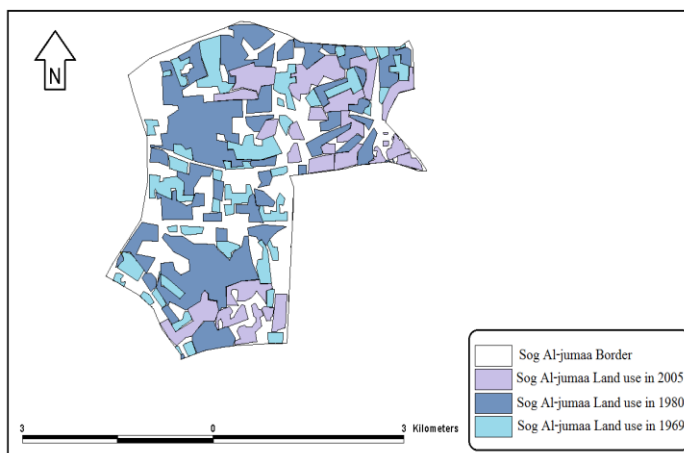 N
Sog Al-jumaa Border
Sog Al-jumaa Land use in 2005
Sog Al-jumaa Land use in 1980
Sog Al-jumaa Land use in 1969
3 0 3 Kilometers